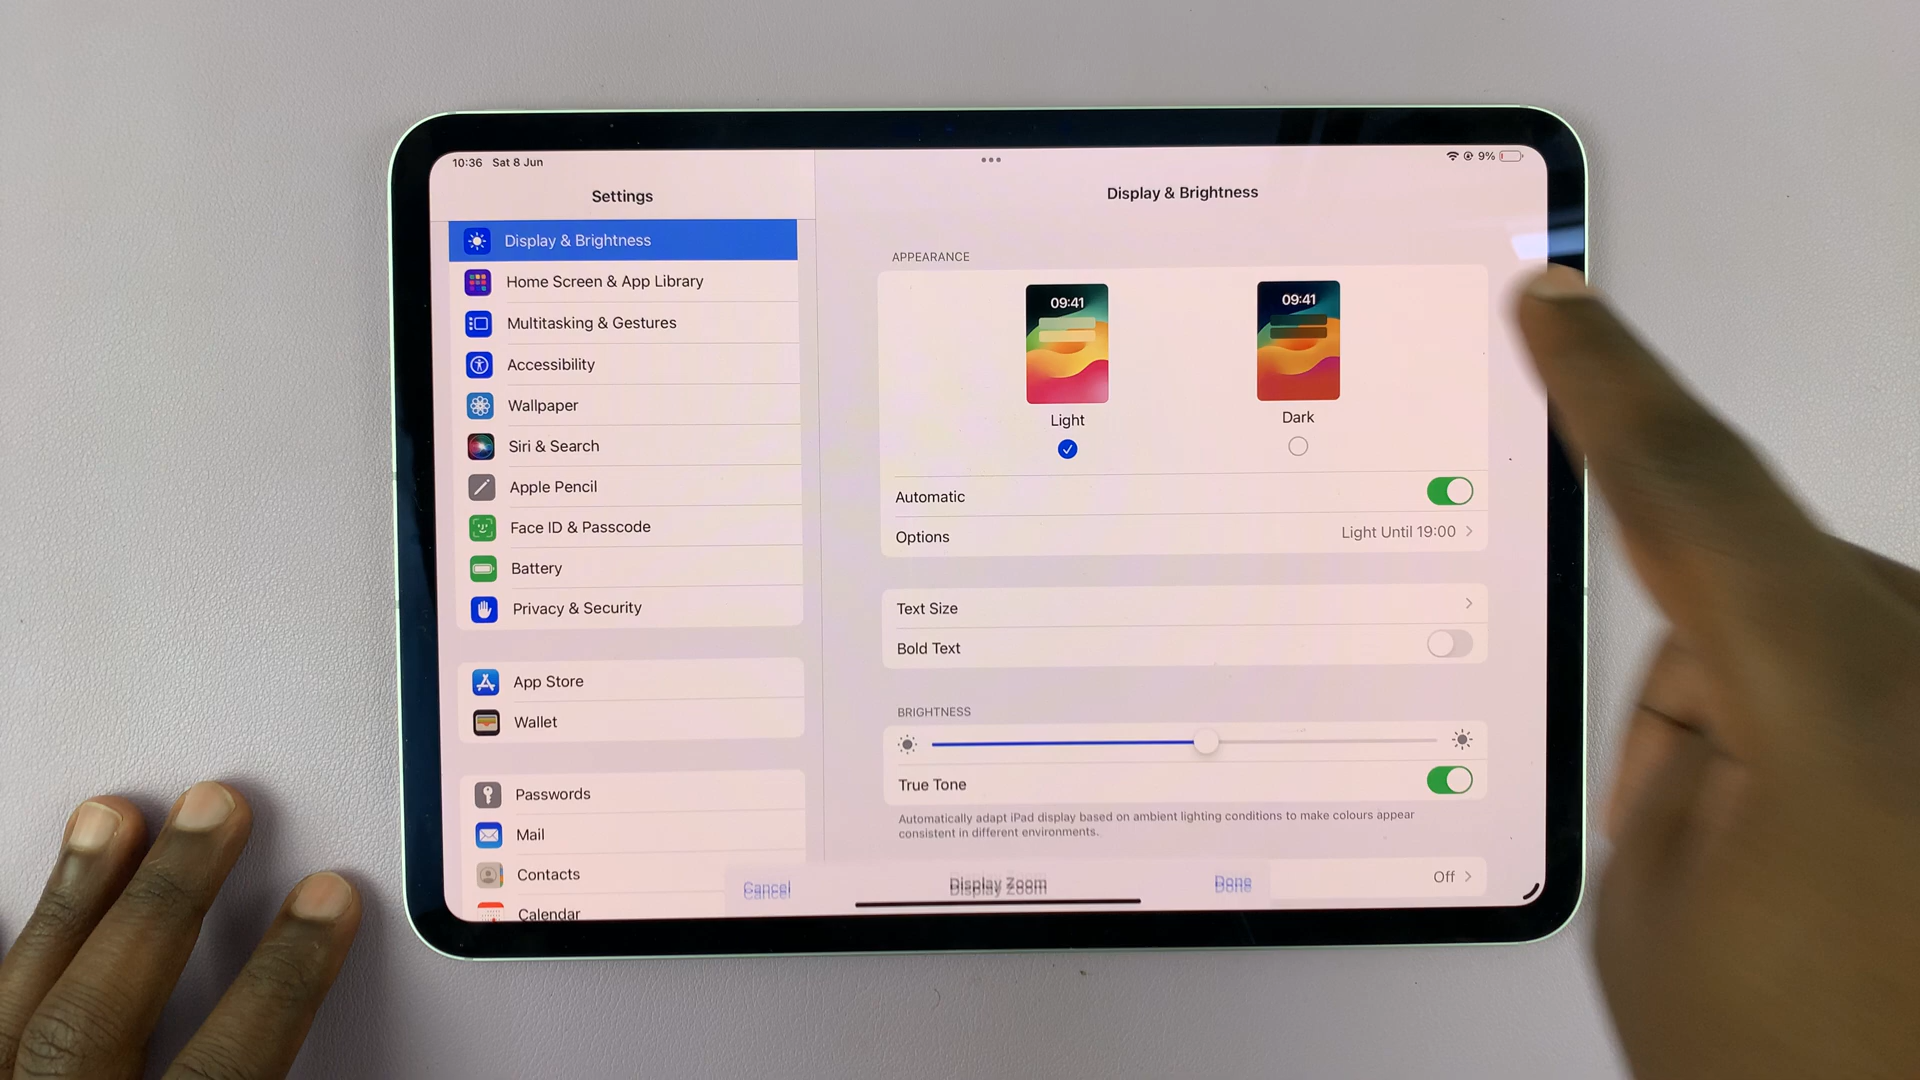 10:36 Sat 8 Jun
9%
Settings
Display & Brightness
Home Screen & App Library
Multitasking & Gestures
Accessibility
Wallpaper
Siri & Search
Apple Pencil
Face ID & Passcode
Battery
Privacy & Security
App Store
Wallet
Passwords
Mail
Contacts
Calendar
Display & Brightness
APPEARANCE
09:41
09:41
Light
Dark
Automatic
Options
Light Until 19:00
Text Size
Bold Text
BRIGHTNESS
True Tone
Automatically adapt iPad display based on ambient lighting conditions to make colours appear
consistent in different environments.
Off
Cancel
Display Zoom
Done